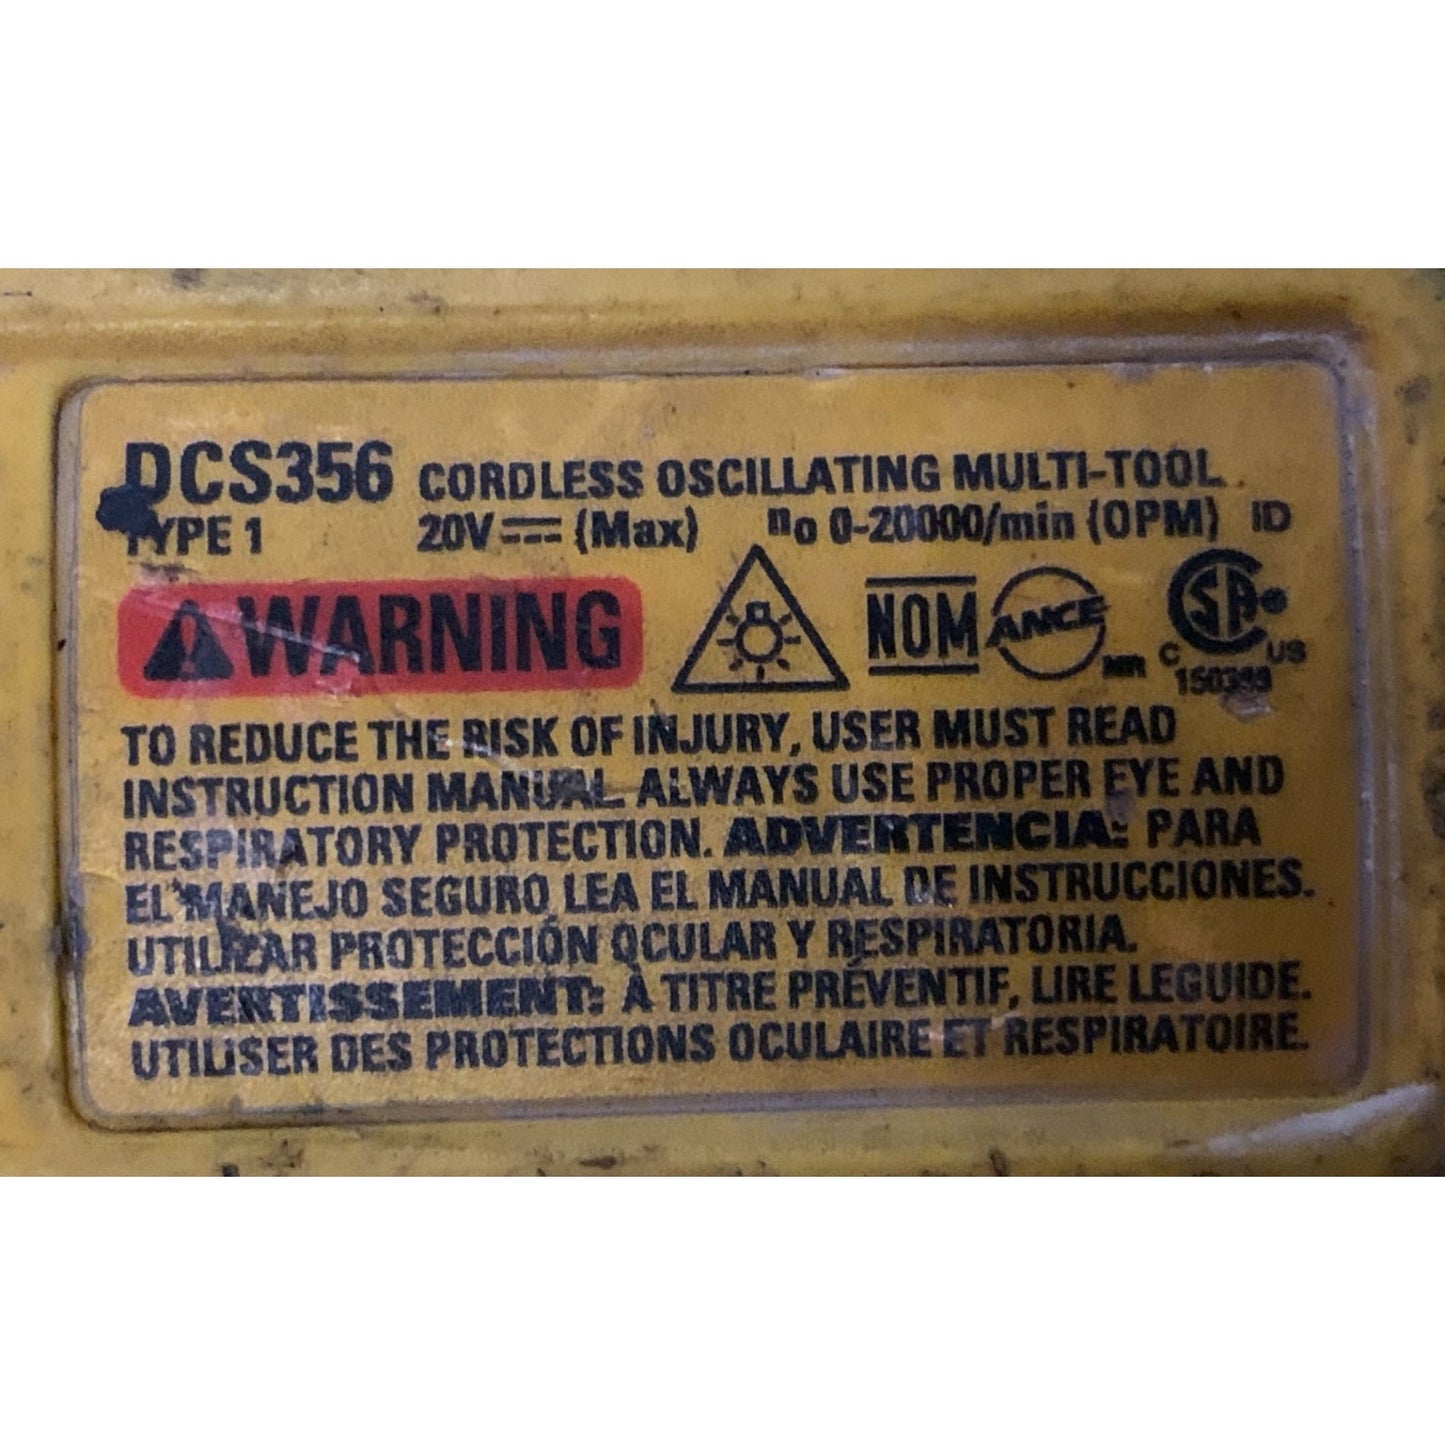 DCS356 CORDLESS OSCILLATING MULTI-TOOL
TYPE 1 20V (Max) no 0-20000/min (OPM) ID
WARNING NOM ANCE MR CSA ® C US
TO REDUCE THE RISK OF INJURY, USER MUST READ
INSTRUCTION MANUAL. ALWAYS USE PROPER EYE AND
RESPIRATORY PROTECTION. ADVERTENCIA: PARA
EL MANEJO SEGURO LEA EL MANUAL DE INSTRUCCIONES.
UTILIZAR PROTECCIÓN OCULAR Y RESPIRATORIA.
AVERTISSEMENT: À TITRE PRÉVENTIF, LIRE LEGUIDE.
UTILISER DES PROTECTIONS OCULAIRE ET RESPIRATOIRE.